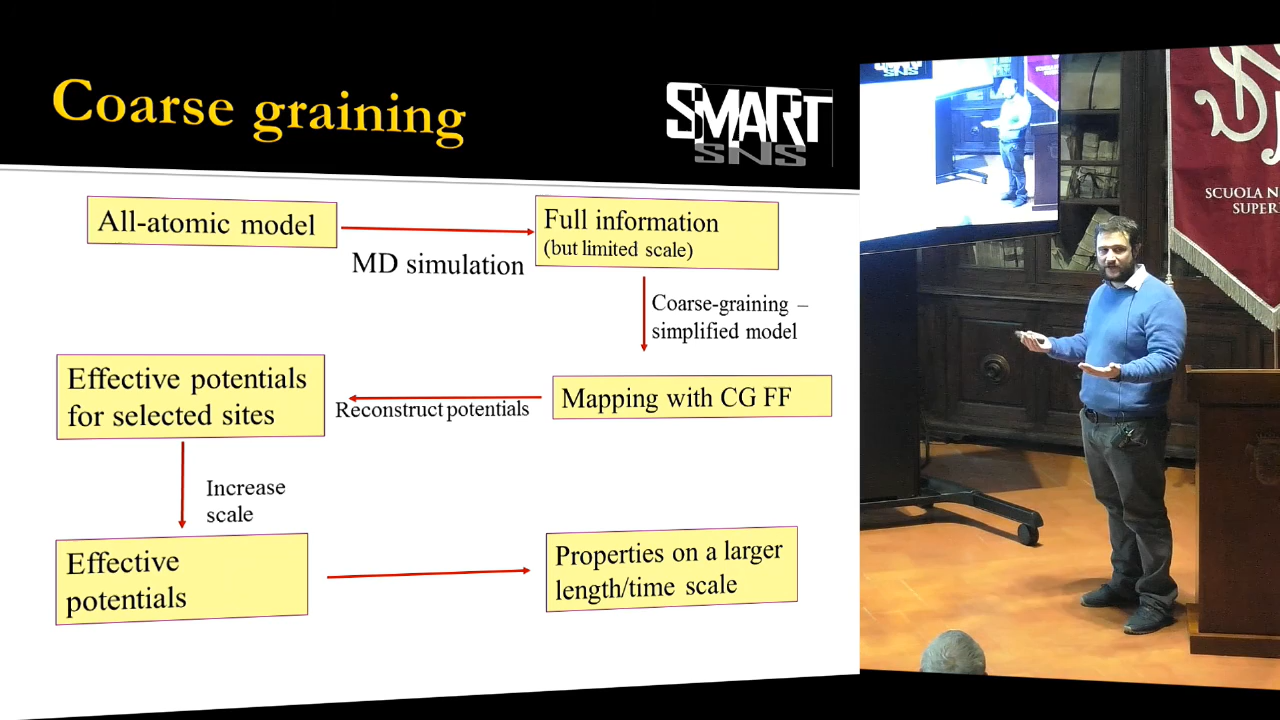 Coarse graining
SMART
SNS
All-atomic model
MD simulation
Full information
(but limited scale)
Coarse-graining –
simplified model
Mapping with CG FF
Reconstruct potentials
Effective potentials
for selected sites
Increase
scale
Effective
potentials
Properties on a larger
length/time scale
SCUOLA N
SUPER